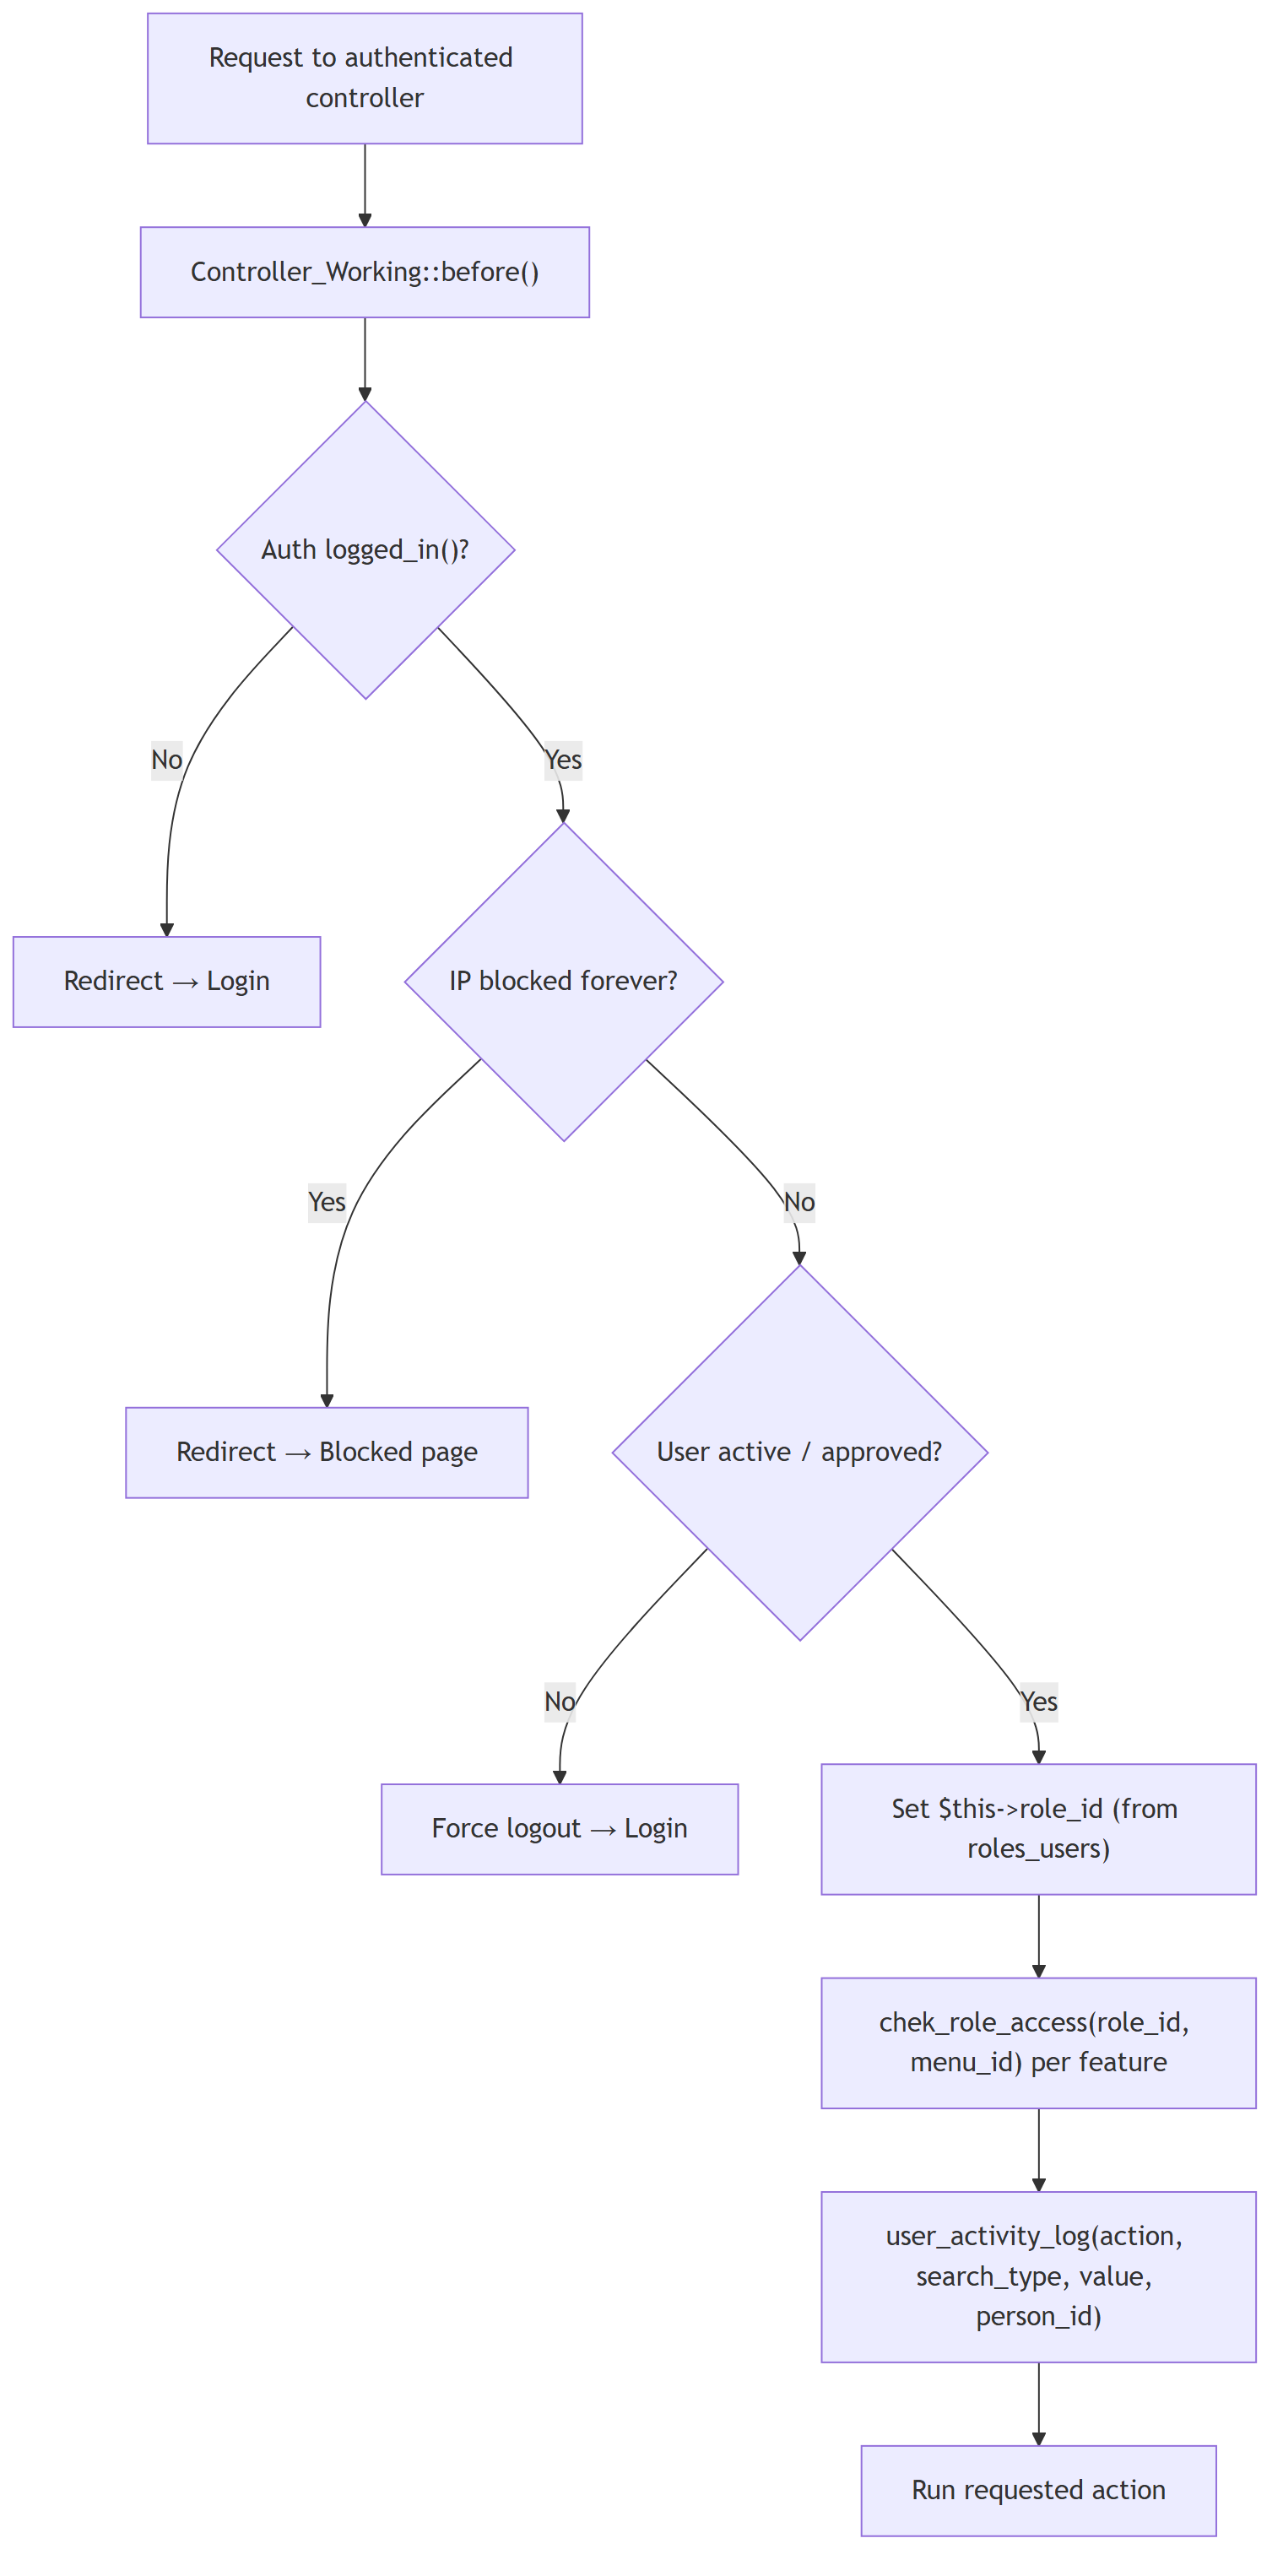 Request to authenticated
controller
Controller_Working::before()
Auth logged_in()?
No
Yes
Redirect → Login
IP blocked forever?
Yes
No
Redirect → Blocked page
User active / approved?
No
Yes
Force logout → Login
Set $this->role_id (from
roles_users)
chek_role_access(role_id,
menu_id) per feature
user_activity_log(action,
search_type, value,
person_id)
Run requested action